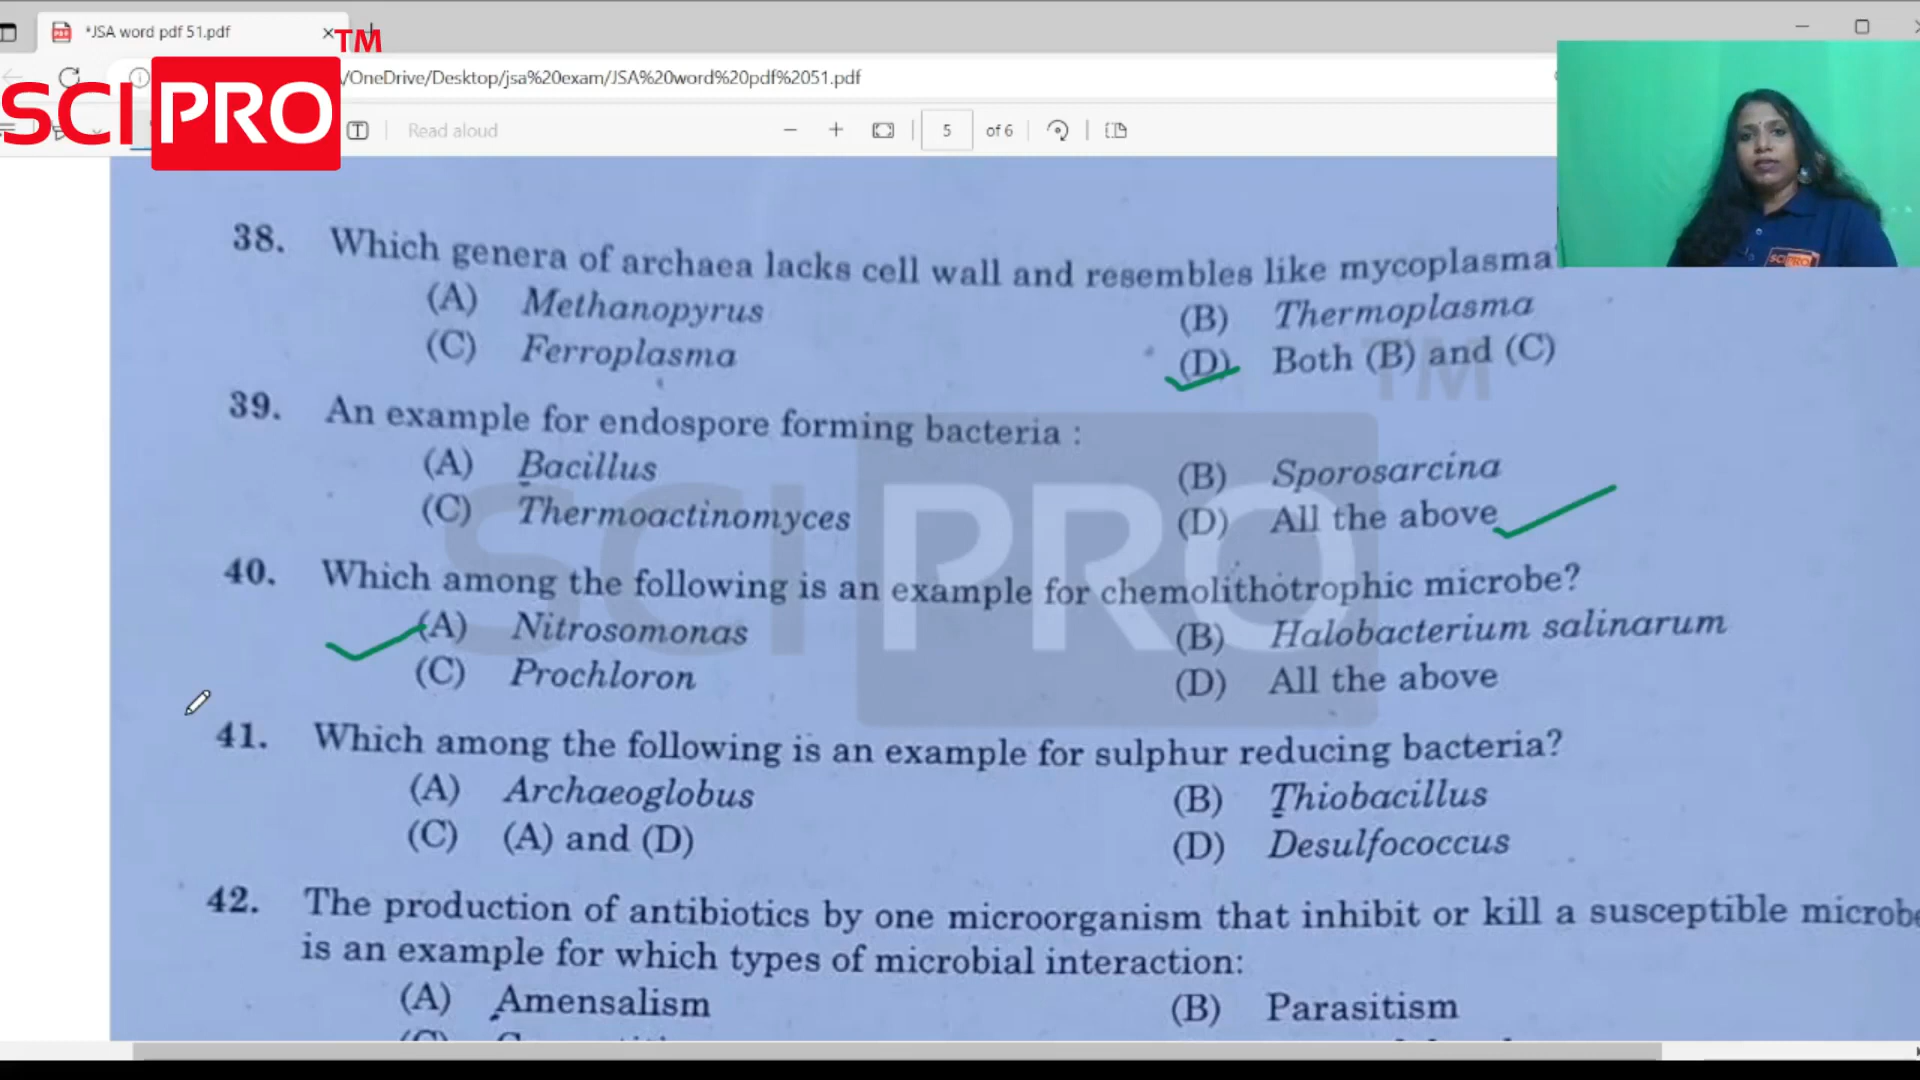 *JSA word pdf 51.pdf
TM
SCIPRO
/OneDrive/Desktop/jsa%20exam/JSA%20word%20pdf%2051.pdf
T Read aloud
5 of 6
38. Which genera of archaea lacks cell wall and resembles like mycoplasma
(A) Methanopyrus (B) Thermoplasma
(C) Ferroplasma (D) Both (B) and (C)
39. An example for endospore forming bacteria :
(A) Bacillus (B) Sporosarcina
(C) Thermoactinomyces (D) All the above
40. Which among the following is an example for chemolithotrophic microbe?
(A) Nitrosomonas (B) Halobacterium salinarum
(C) Prochloron (D) All the above
41. Which among the following is an example for sulphur reducing bacteria?
(A) Archaeoglobus (B) Thiobacillus
(C) (A) and (D) (D) Desulfococcus
42. The production of antibiotics by one microorganism that inhibit or kill a susceptible microbe
is an example for which types of microbial interaction:
(A) Amensalism (B) Parasitism
SCIPRO
TM
SCIPRO